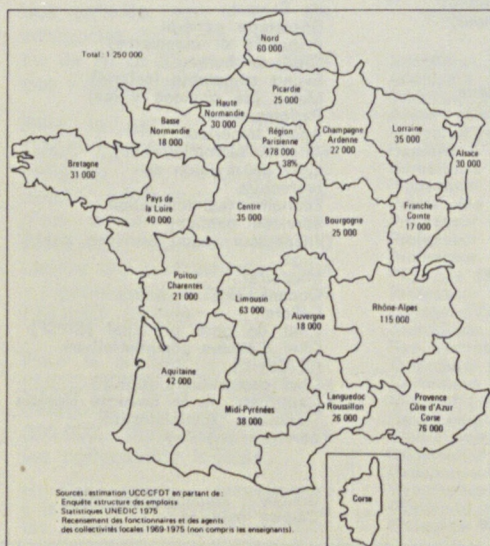 Total : 1 250 000
Nord
60 000
Picardie
25 000
Haute
Normandie
30 000
Basse
Normandie
18 000
Région
Parisienne
478 000
38%
Champagne
Ardenne
22 000
Lorraine
35 000
Alsace
30 000
Bretagne
31 000
Pays de
la Loire
40 000
Centre
35 000
Bourgogne
25 000
Franche
Comte
17 000
Poitou
Charentes
21 000
Limousin
63 000
Auvergne
18 000
Rhône-Alpes
115 000
Aquitaine
42 000
Midi-Pyrénées
38 000
Languedoc
Roussillon
26 000
Provence
Côte d'Azur
Corse
76 000
Corse
Sources : estimation UCC-CFDT en partant de :
- Enquête «structure des emplois»
- Statistiques UNEDIC 1975
- Recensement des fonctionnaires et des agents
des collectivités locales 1969-1975 (non compris les enseignants).